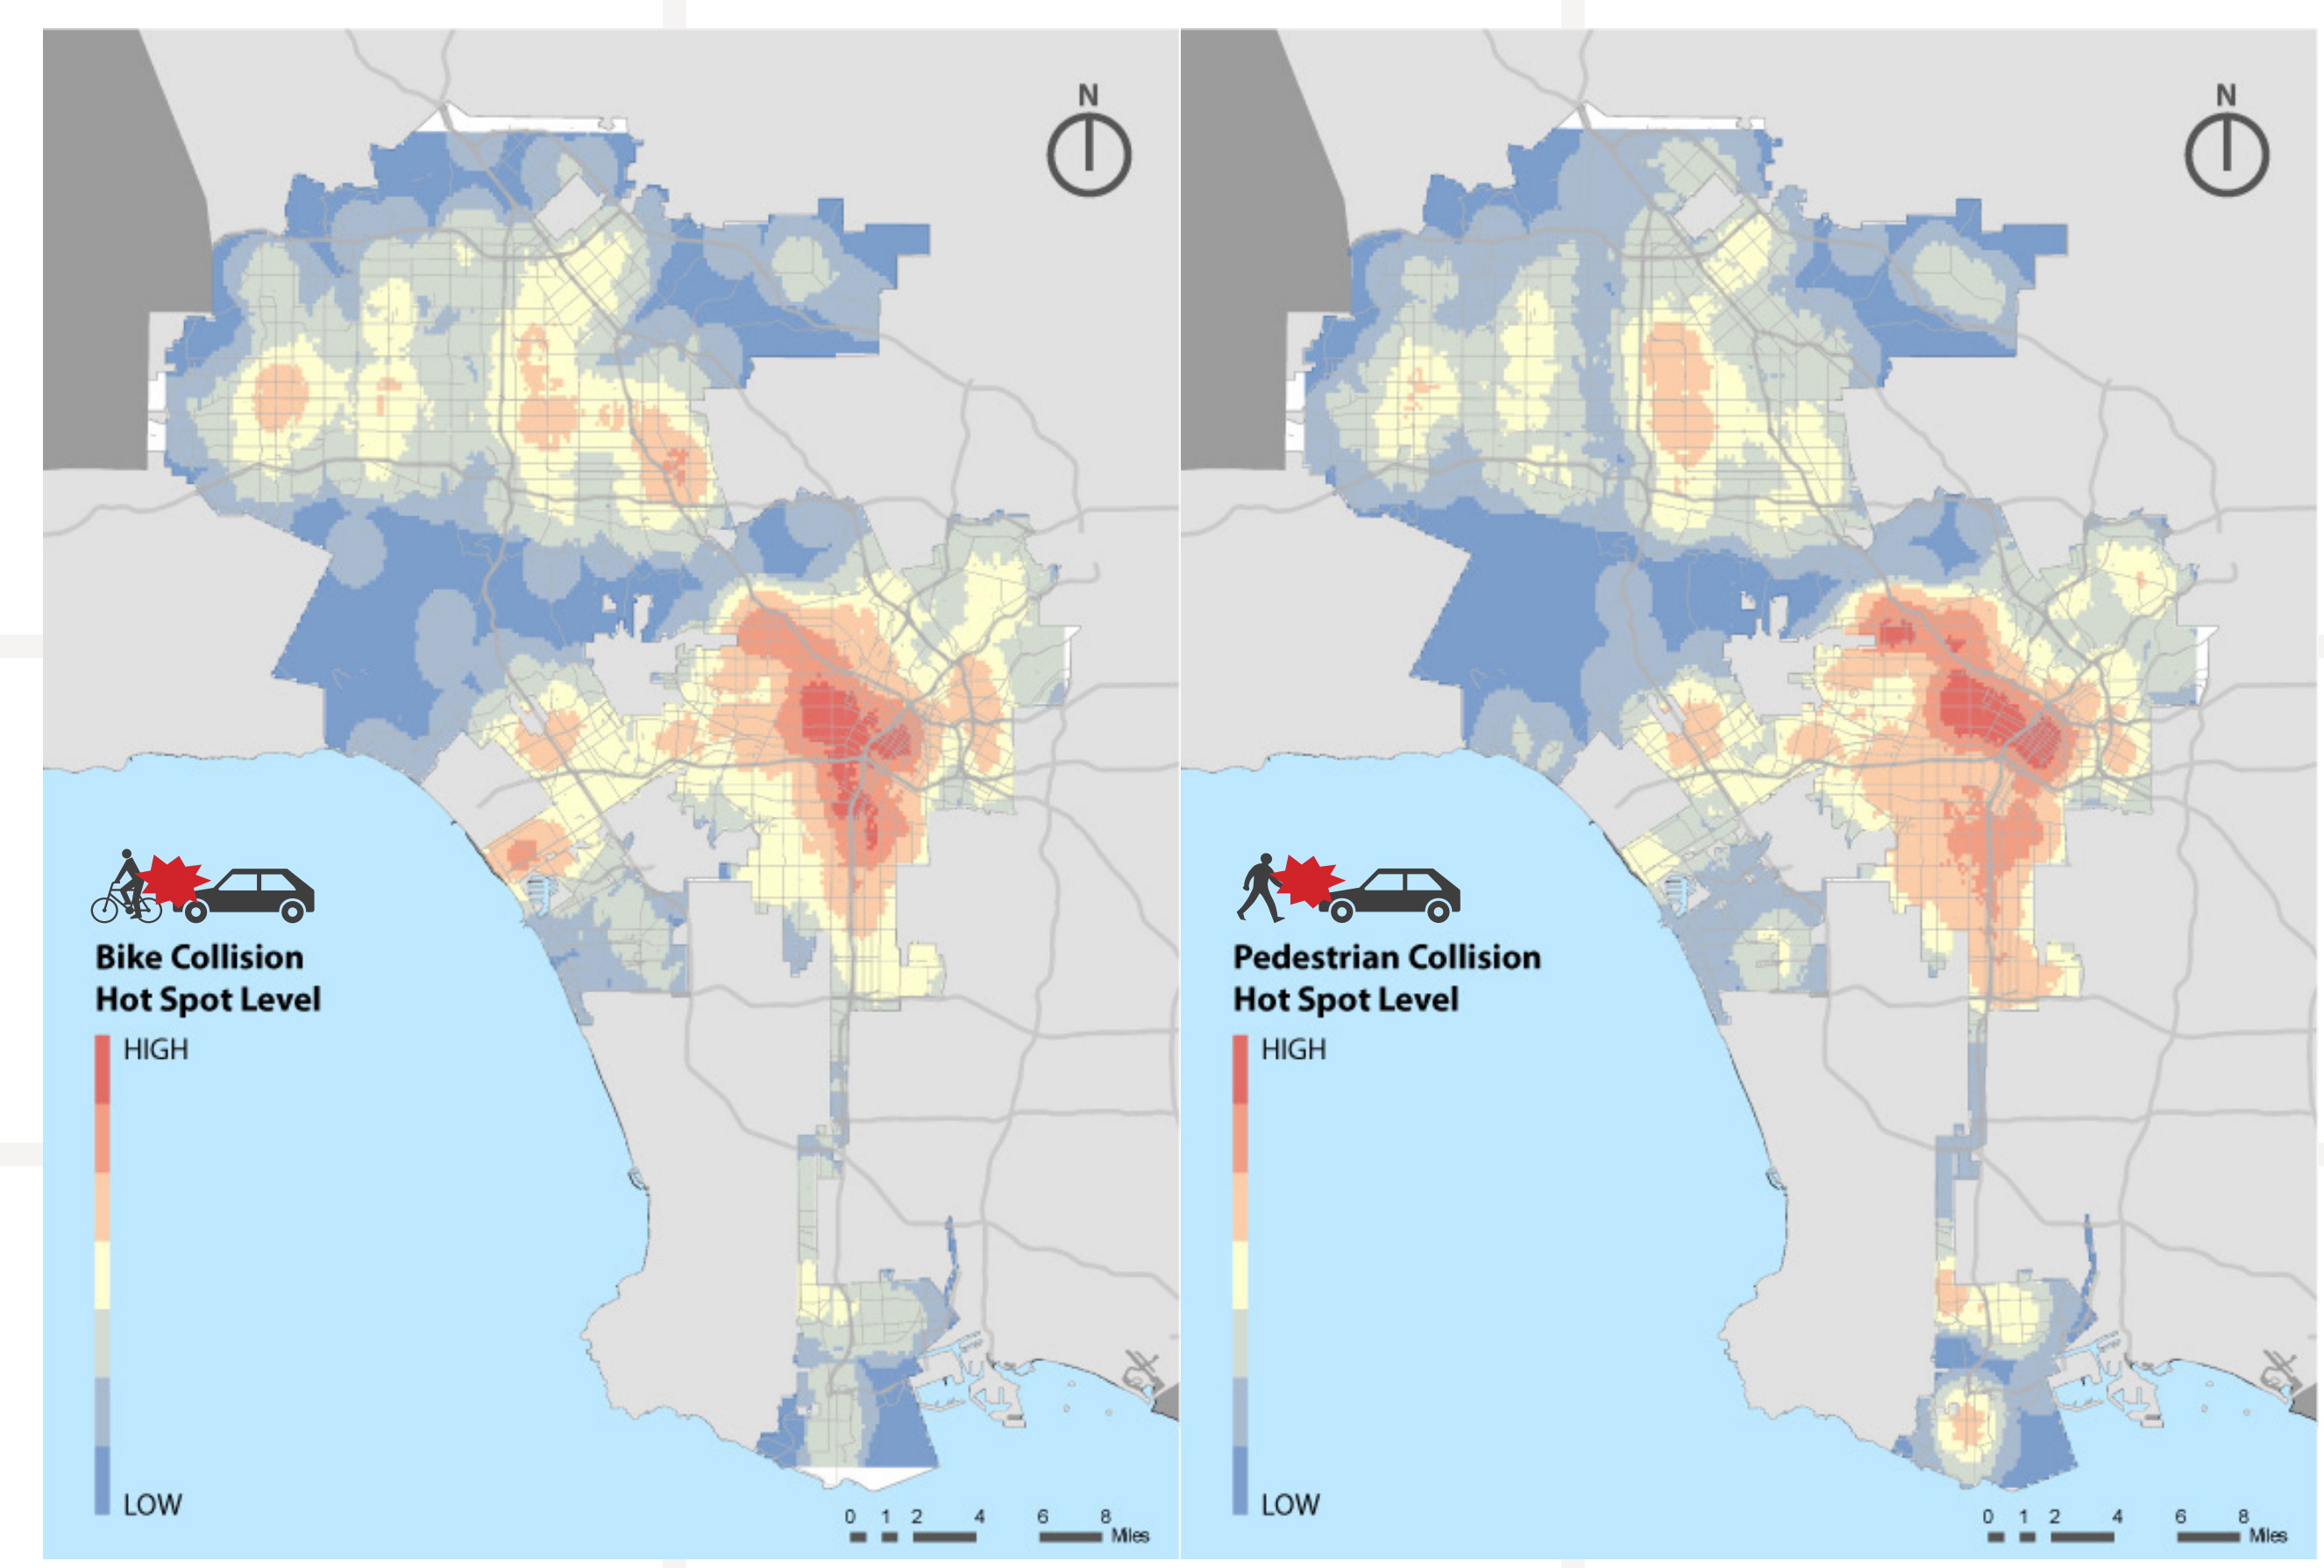 N
Bike Collision
Hot Spot Level
HIGH
LOW
0 1 2 4 6 8
Miles
N
Pedestrian Collision
Hot Spot Level
HIGH
LOW
0 1 2 4 6 8
Miles